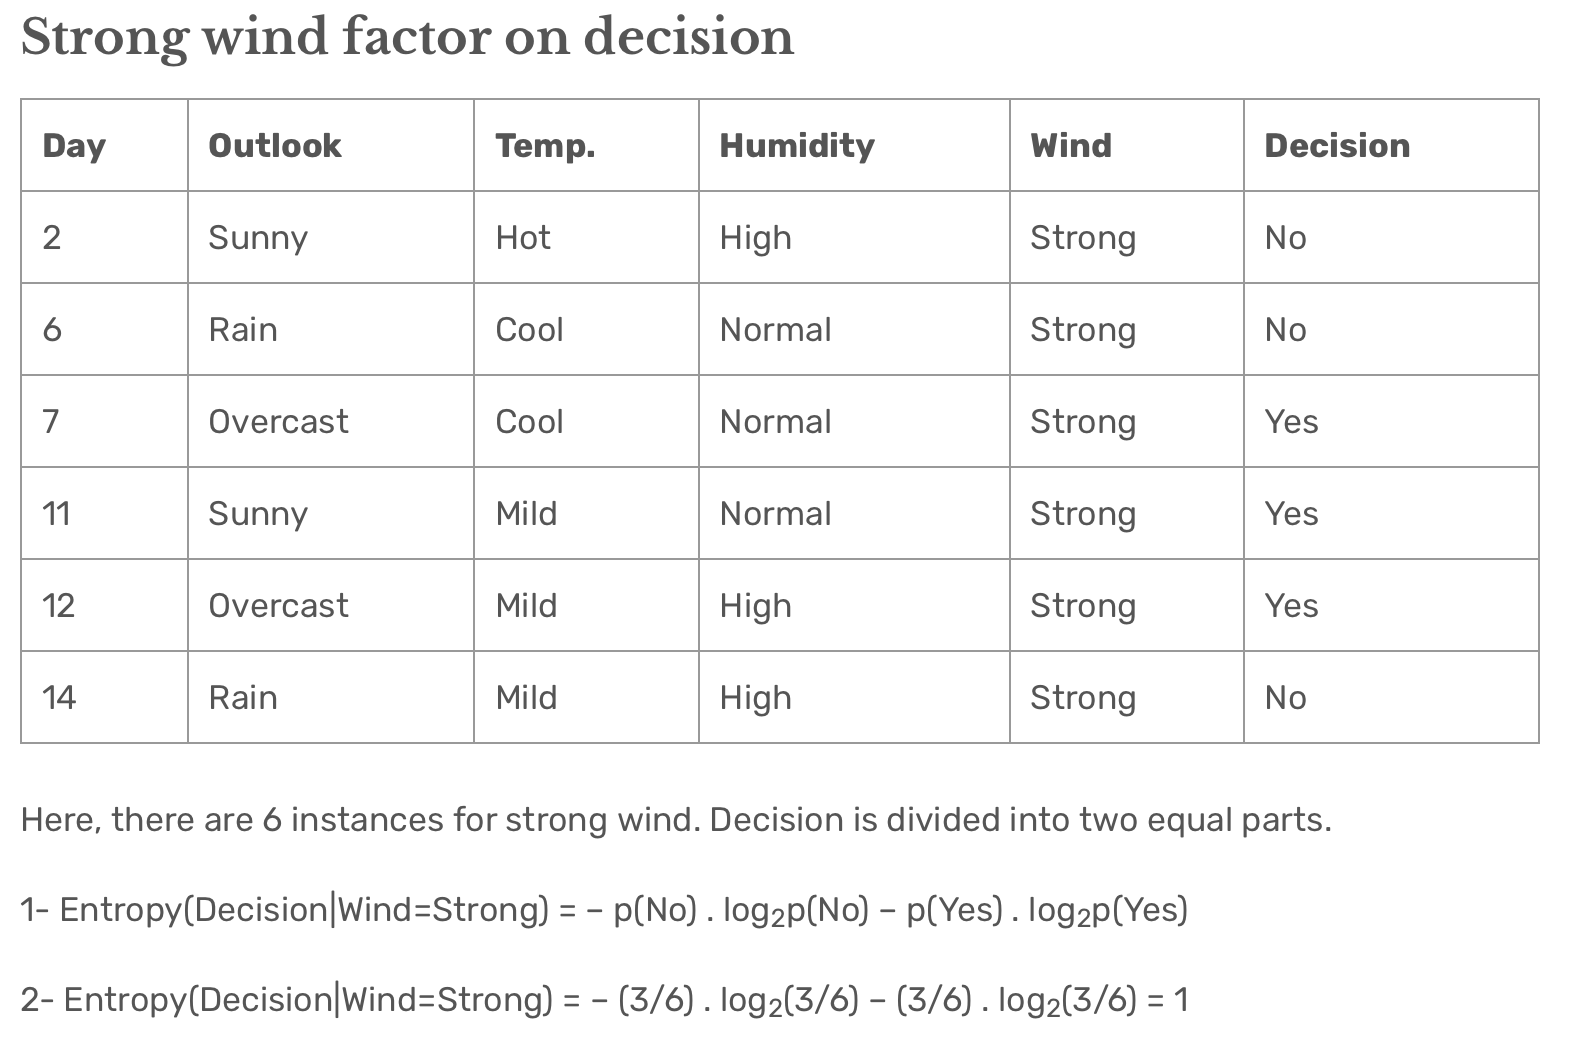 Strong wind factor on decision
Day Outlook Temp. Humidity Wind Decision
2 Sunny Hot High Strong No
6 Rain Cool Normal Strong No
7 Overcast Cool Normal Strong Yes
11 Sunny Mild Normal Strong Yes
12 Overcast Mild High Strong Yes
14 Rain Mild High Strong No
Here, there are 6 instances for strong wind. Decision is divided into two equal parts.
1- Entropy(Decision|Wind=Strong) = – p(No) . log₂p(No) – p(Yes) . log₂p(Yes)
2- Entropy(Decision|Wind=Strong) = – (3/6) . log₂(3/6) – (3/6) . log₂(3/6) = 1